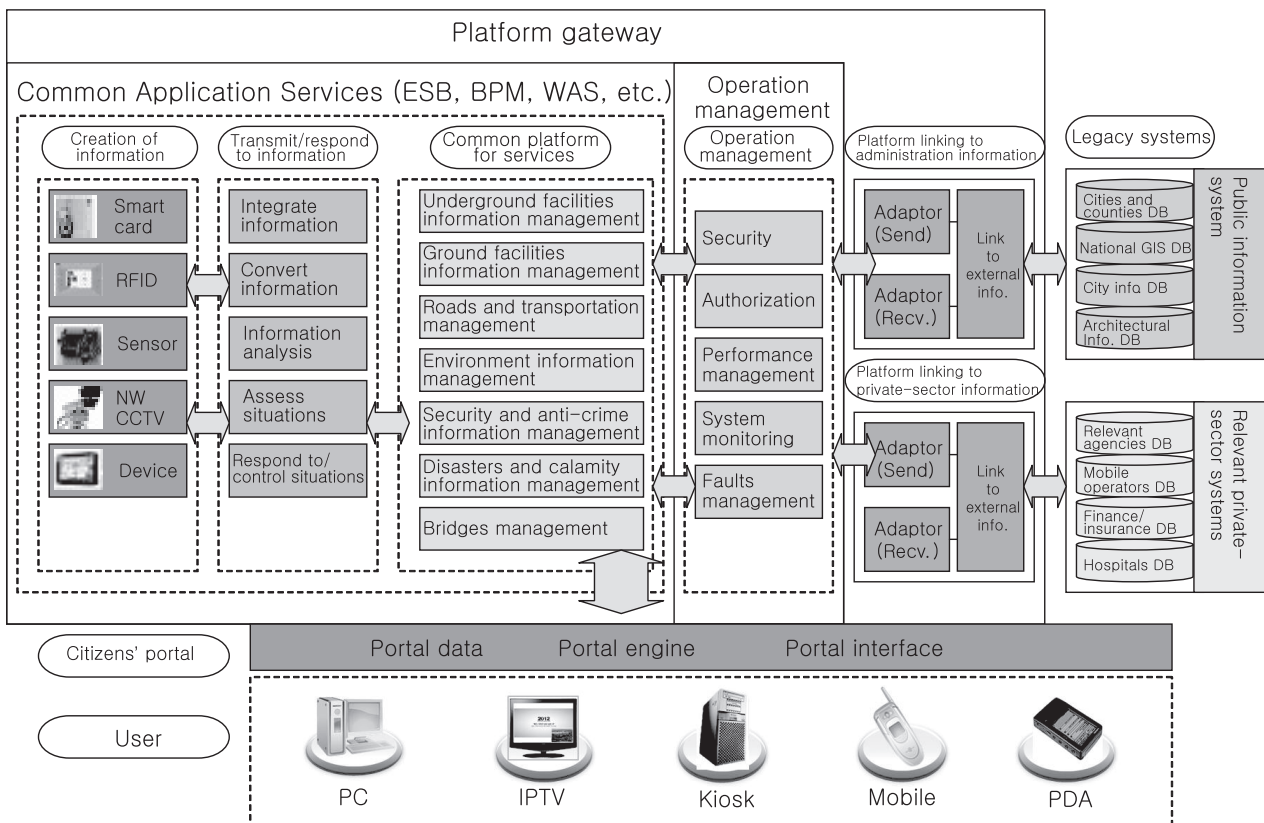 Platform gateway
Common Application Services (ESB, BPM, WAS, etc.)
Operation
management
Creation of
information
Transmit/respond
to information
Common platform
for services
Operation
management
Platform linking to
administration information
Legacy systems
Smart
card
RFID
Sensor
NW
CCTV
Device
Integrate
information
Convert
information
Information
analysis
Assess
situations
Respond to/
control situations
Underground facilities
information management
Ground facilities
information management
Roads and transportation
management
Environment information
management
Security and anti-crime
information management
Disasters and calamity
information management
Bridges management
Security
Authorization
Performance
management
System
monitoring
Faults
management
Adaptor
(Send)
Adaptor
(Recv.)
Link
to
external
info.
Platform linking to
private-sector information
Adaptor
(Send)
Adaptor
(Recv.)
Link
to
external
info.
Cities and
counties DB
National GIS DB
City info. DB
Architectural
Info. DB
Public information
system
Relevant
agencies DB
Mobile
operators DB
Finance/
insurance DB
Hospitals DB
Relevant private-
sector systems
Citizens' portal
Portal data
Portal engine
Portal interface
User
2012
PC
IPTV
Kiosk
Mobile
PDA